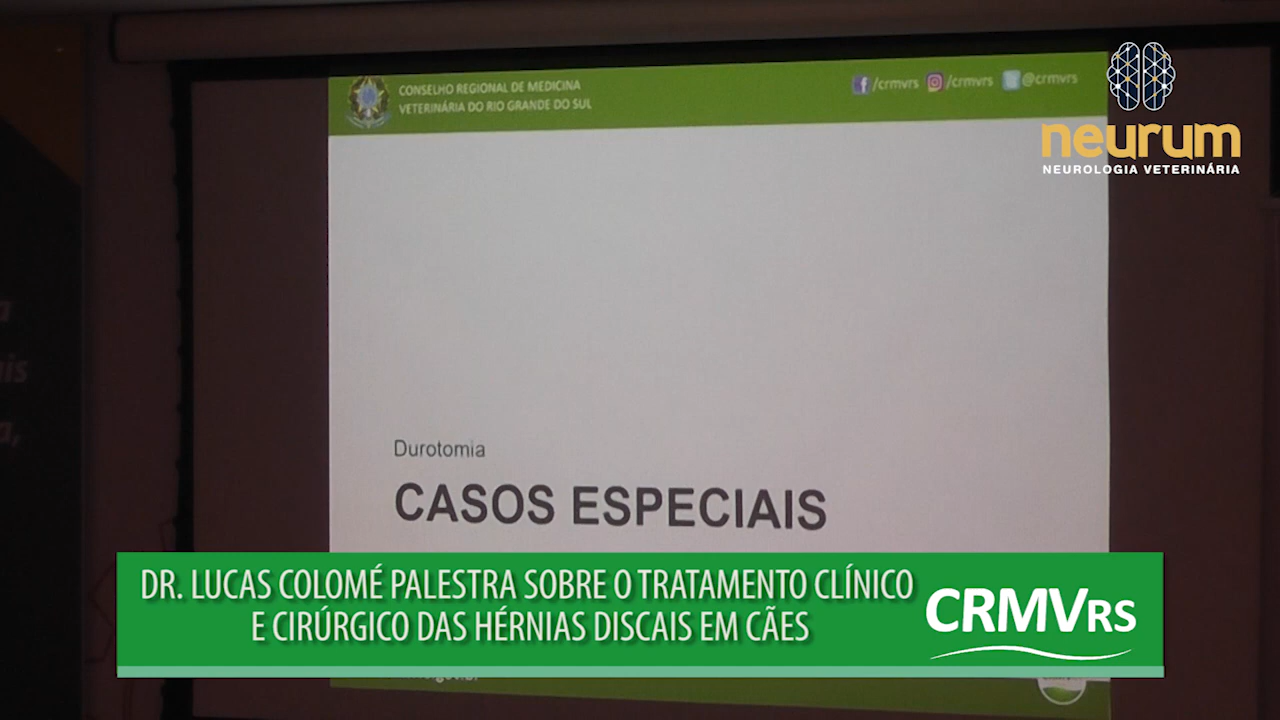 CONSELHO REGIONAL DE MEDICINA
VETERINÁRIA DO RIO GRANDE DO SUL
/crmvrs /crmvrs @crmvrs
neurum
NEUROLOGIA VETERINÁRIA
Durotomia
CASOS ESPECIAIS
DR. LUCAS COLOMÉ PALESTRA SOBRE O TRATAMENTO CLÍNICO
E CIRÚRGICO DAS HÉRNIAS DISCAIS EM CÃES
CRMVRS